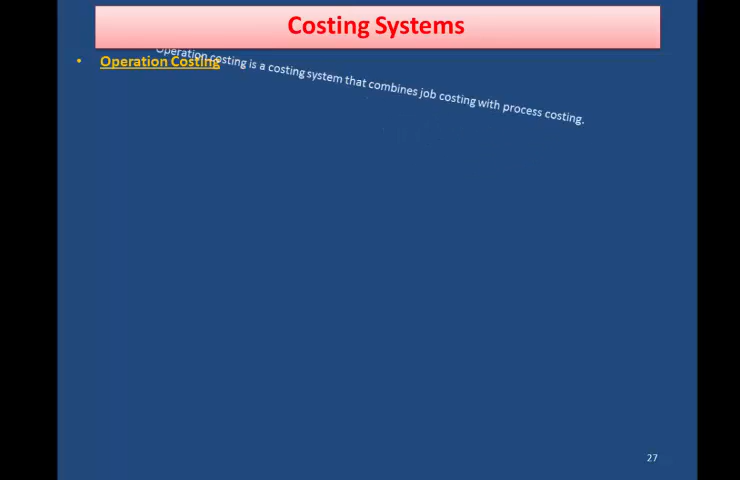 Costing Systems
• Operation Costing
Operation costing is a costing system that combines job costing with process costing.
27